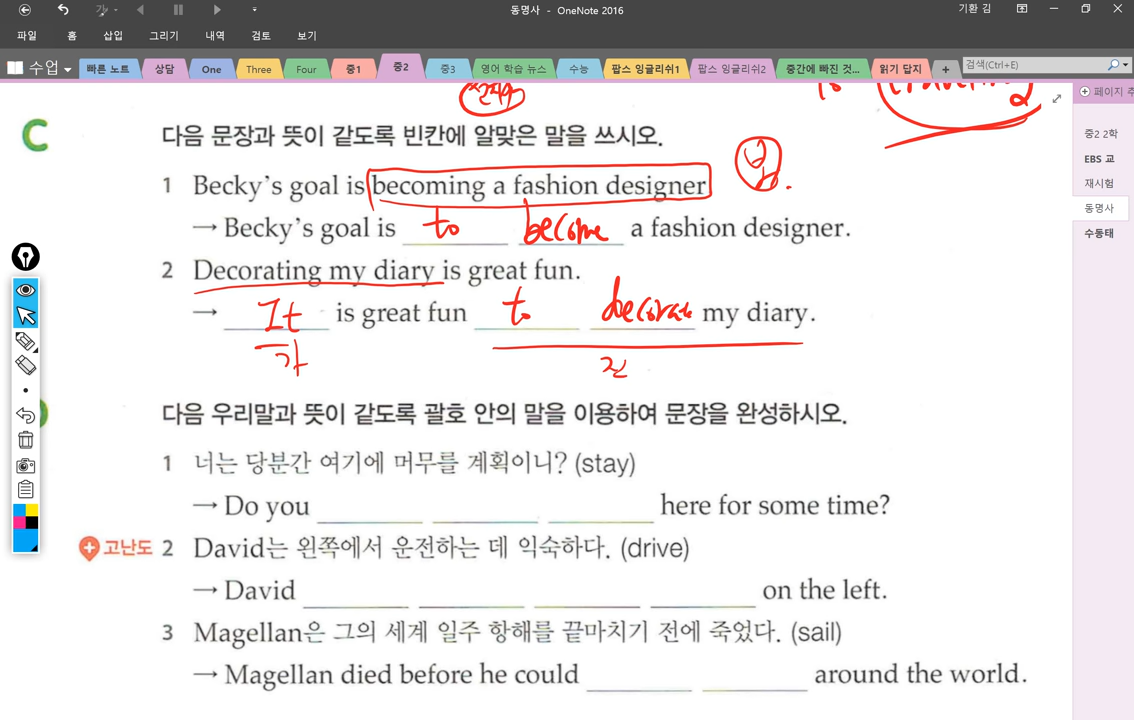 동명사 - OneNote 2016
기환 김
파일 홈 삽입 그리기 내역 검토 보기
수업 빠른 노트 상담 One Three Four 중1 중2 중3 영어 학습 뉴스 수능 팝스 잉글리쉬1 팝스 잉글리쉬2 중간에 빠진 것... 읽기 답지 + 검색(Ctrl+E)
페이지 추
중2 2학
EBS 교
재시험
동명사
수동태
C 다음 문장과 뜻이 같도록 빈칸에 알맞은 말을 쓰시오.
1 Becky's goal is becoming a fashion designer
→ Becky's goal is to become a fashion designer.
2 Decorating my diary is great fun.
→ It is great fun to decorate my diary.
가
진
다음 우리말과 뜻이 같도록 괄호 안의 말을 이용하여 문장을 완성하시오.
1 너는 당분간 여기에 머무를 계획이니? (stay)
→ Do you here for some time?
고난도 2 David는 왼쪽에서 운전하는 데 익숙하다. (drive)
→ David on the left.
3 Magellan은 그의 세계 일주 항해를 끝마치기 전에 죽었다. (sail)
→ Magellan died before he could around the world.